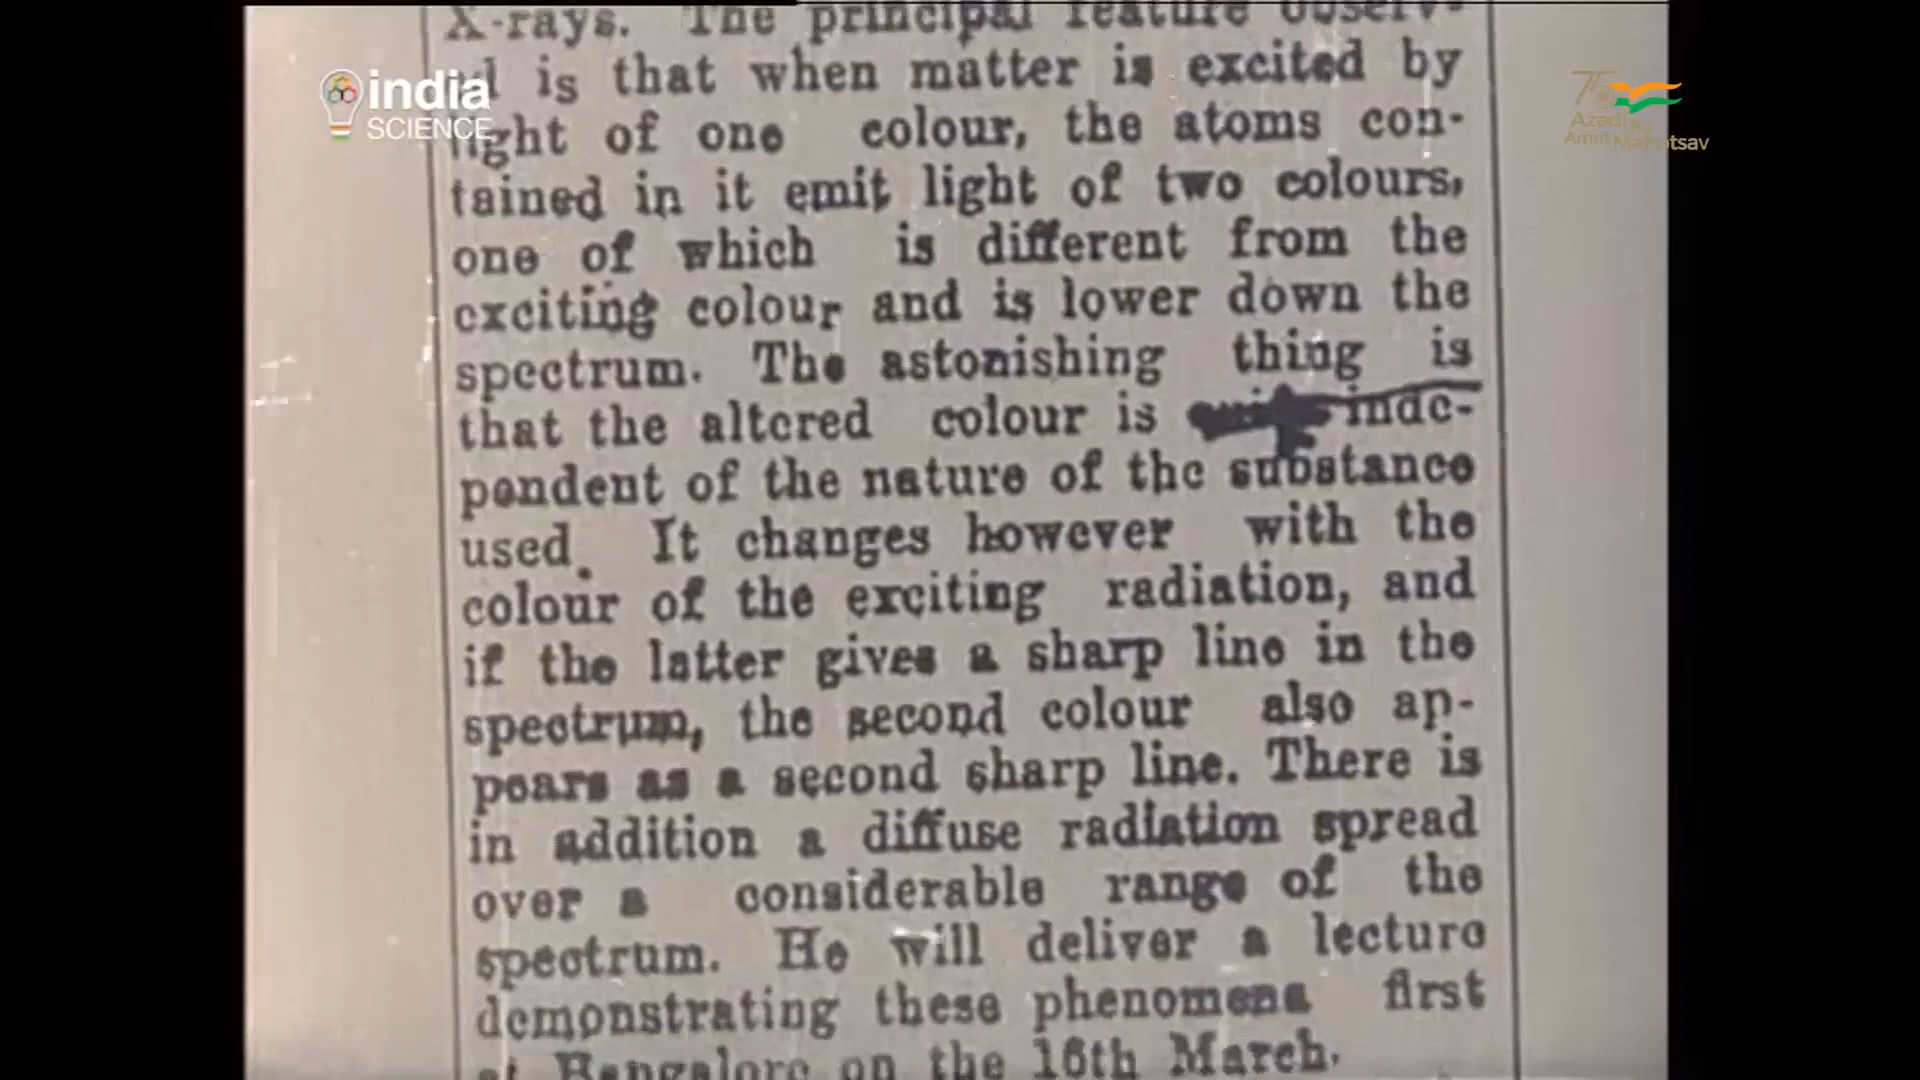 X-rays. The principal feature observ-
ed is that when matter is excited by
light of one colour, the atoms con-
tained in it emit light of two colours,
one of which is different from the
exciting colour and is lower down the
spectrum. The astonishing thing is
that the altered colour is inde-
pendent of the nature of the substance
used. It changes however with the
colour of the exciting radiation, and
if the latter gives a sharp line in the
spectrum, the second colour also ap-
pears as a second sharp line. There is
in addition a diffuse radiation spread
over a considerable range of the
spectrum. He will deliver a lecture
demonstrating these phenomena first
at Bangalore on the 16th March.
india
SCIENCE
75
Azadi Ka
Amrit Mahotsav